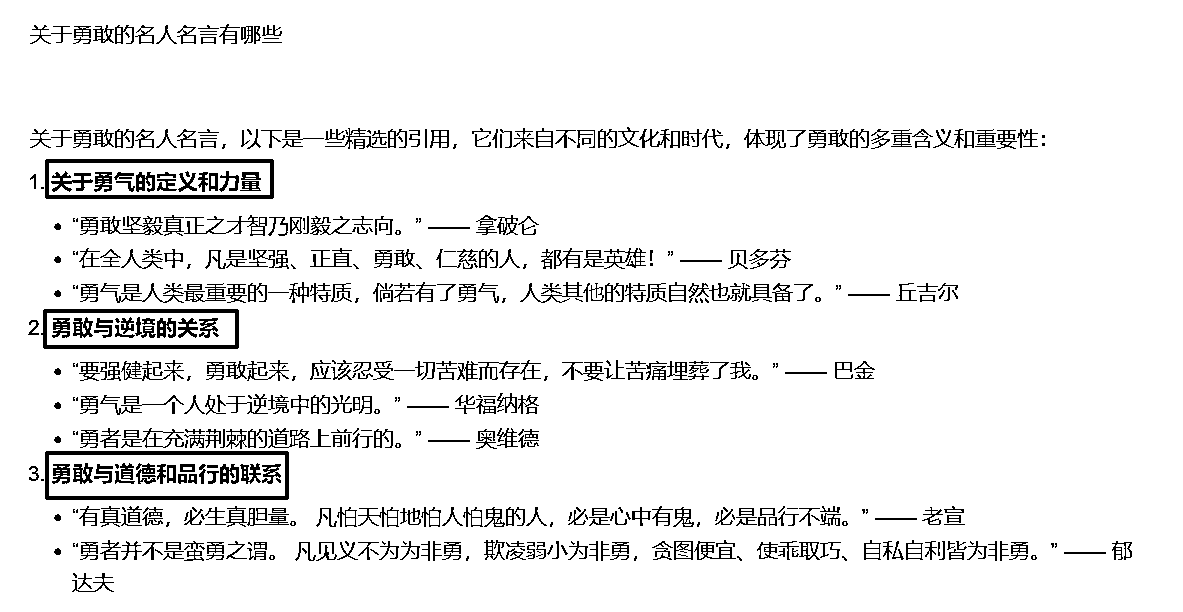 关于勇敢的名人名言有哪些
关于勇敢的名人名言，以下是一些精选的引用，它们来自不同的文化和时代，体现了勇敢的多重含义和重要性：
1. 关于勇气的定义和力量
• “勇敢坚毅真正之才智乃刚毅之志向。” —— 拿破仑
• “在全人类中，凡是坚强、正直、勇敢、仁慈的人，都有是英雄！” —— 贝多芬
• “勇气是人类最重要的一种特质，倘若有了勇气，人类其他的特质自然也就具备了。” —— 丘吉尔
2. 勇敢与逆境的关系
• “要强健起来，勇敢起来，应该忍受一切苦难而存在，不要让苦痛埋葬了我。” —— 巴金
• “勇气是一个人处于逆境中的光明。” —— 华福纳格
• “勇者是在充满荆棘的道路上前行的。” —— 奥维德
3. 勇敢与道德和品行的联系
• “有真道德，必生真胆量。 凡怕天怕地怕人怕鬼的人，必是心中有鬼，必是品行不端。” —— 老宣
• “勇者并不是蛮勇之谓。 凡见义不为为非勇，欺凌弱小为非勇，贪图便宜、使乖取巧、自私自利皆为非勇。” —— 郁
达夫